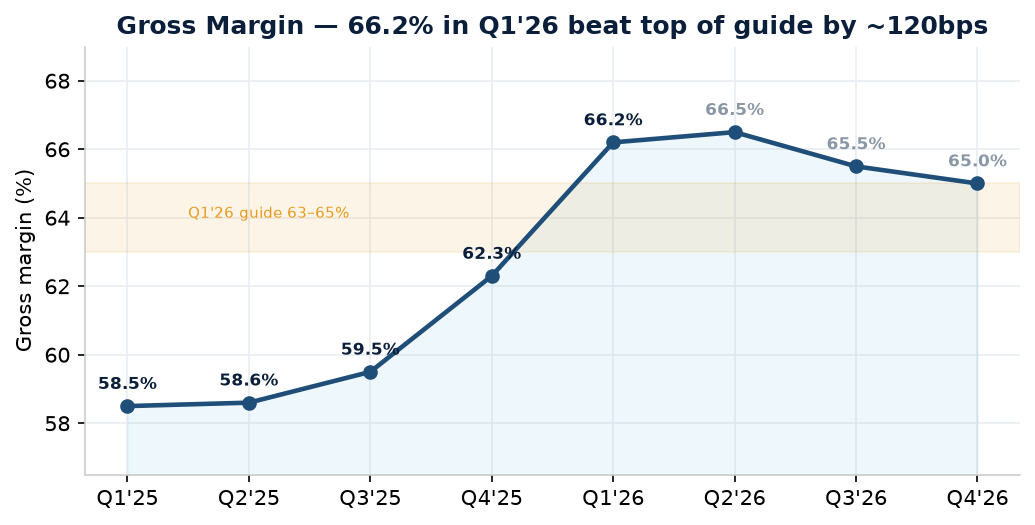 Gross Margin — 66.2% in Q1'26 beat top of guide by ~120bps
Gross margin (%)
68
66
64
62
60
58
Q1'26 guide 63–65%
58.5%
58.6%
59.5%
62.3%
66.2%
66.5%
65.5%
65.0%
Q1'25
Q2'25
Q3'25
Q4'25
Q1'26
Q2'26
Q3'26
Q4'26